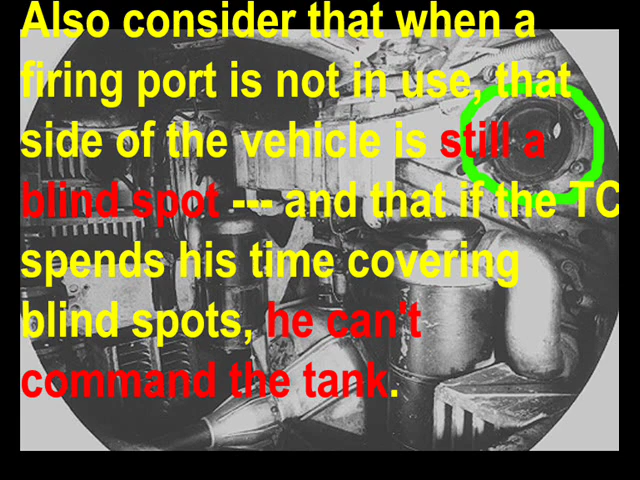 Also consider that when a
firing port is not in use, that
side of the vehicle is still a
blind spot --- and that if the TC
spends his time covering
blind spots, he can't
command the tank.